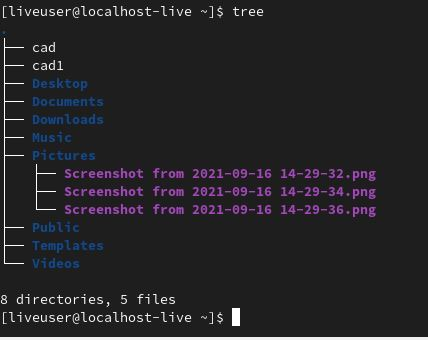 [liveuser@localhost-live ~]$ tree
.
├── cad
├── cad1
├── Desktop
├── Documents
├── Downloads
├── Music
├── Pictures
│   ├── Screenshot from 2021-09-16 14-29-32.png
│   ├── Screenshot from 2021-09-16 14-29-34.png
│   └── Screenshot from 2021-09-16 14-29-36.png
├── Public
├── Templates
└── Videos

8 directories, 5 files
[liveuser@localhost-live ~]$